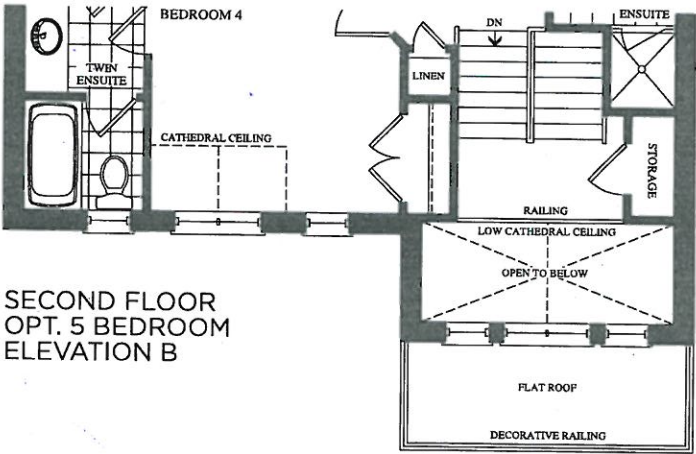 BEDROOM 4
DN
ENSUITE
TWIN
ENSUITE
LINEN
CATHEDRAL CEILING
STORAGE
RAILING
LOW CATHEDRAL CEILING
OPEN TO BELOW
SECOND FLOOR
OPT. 5 BEDROOM
ELEVATION B
FLAT ROOF
DECORATIVE RAILING